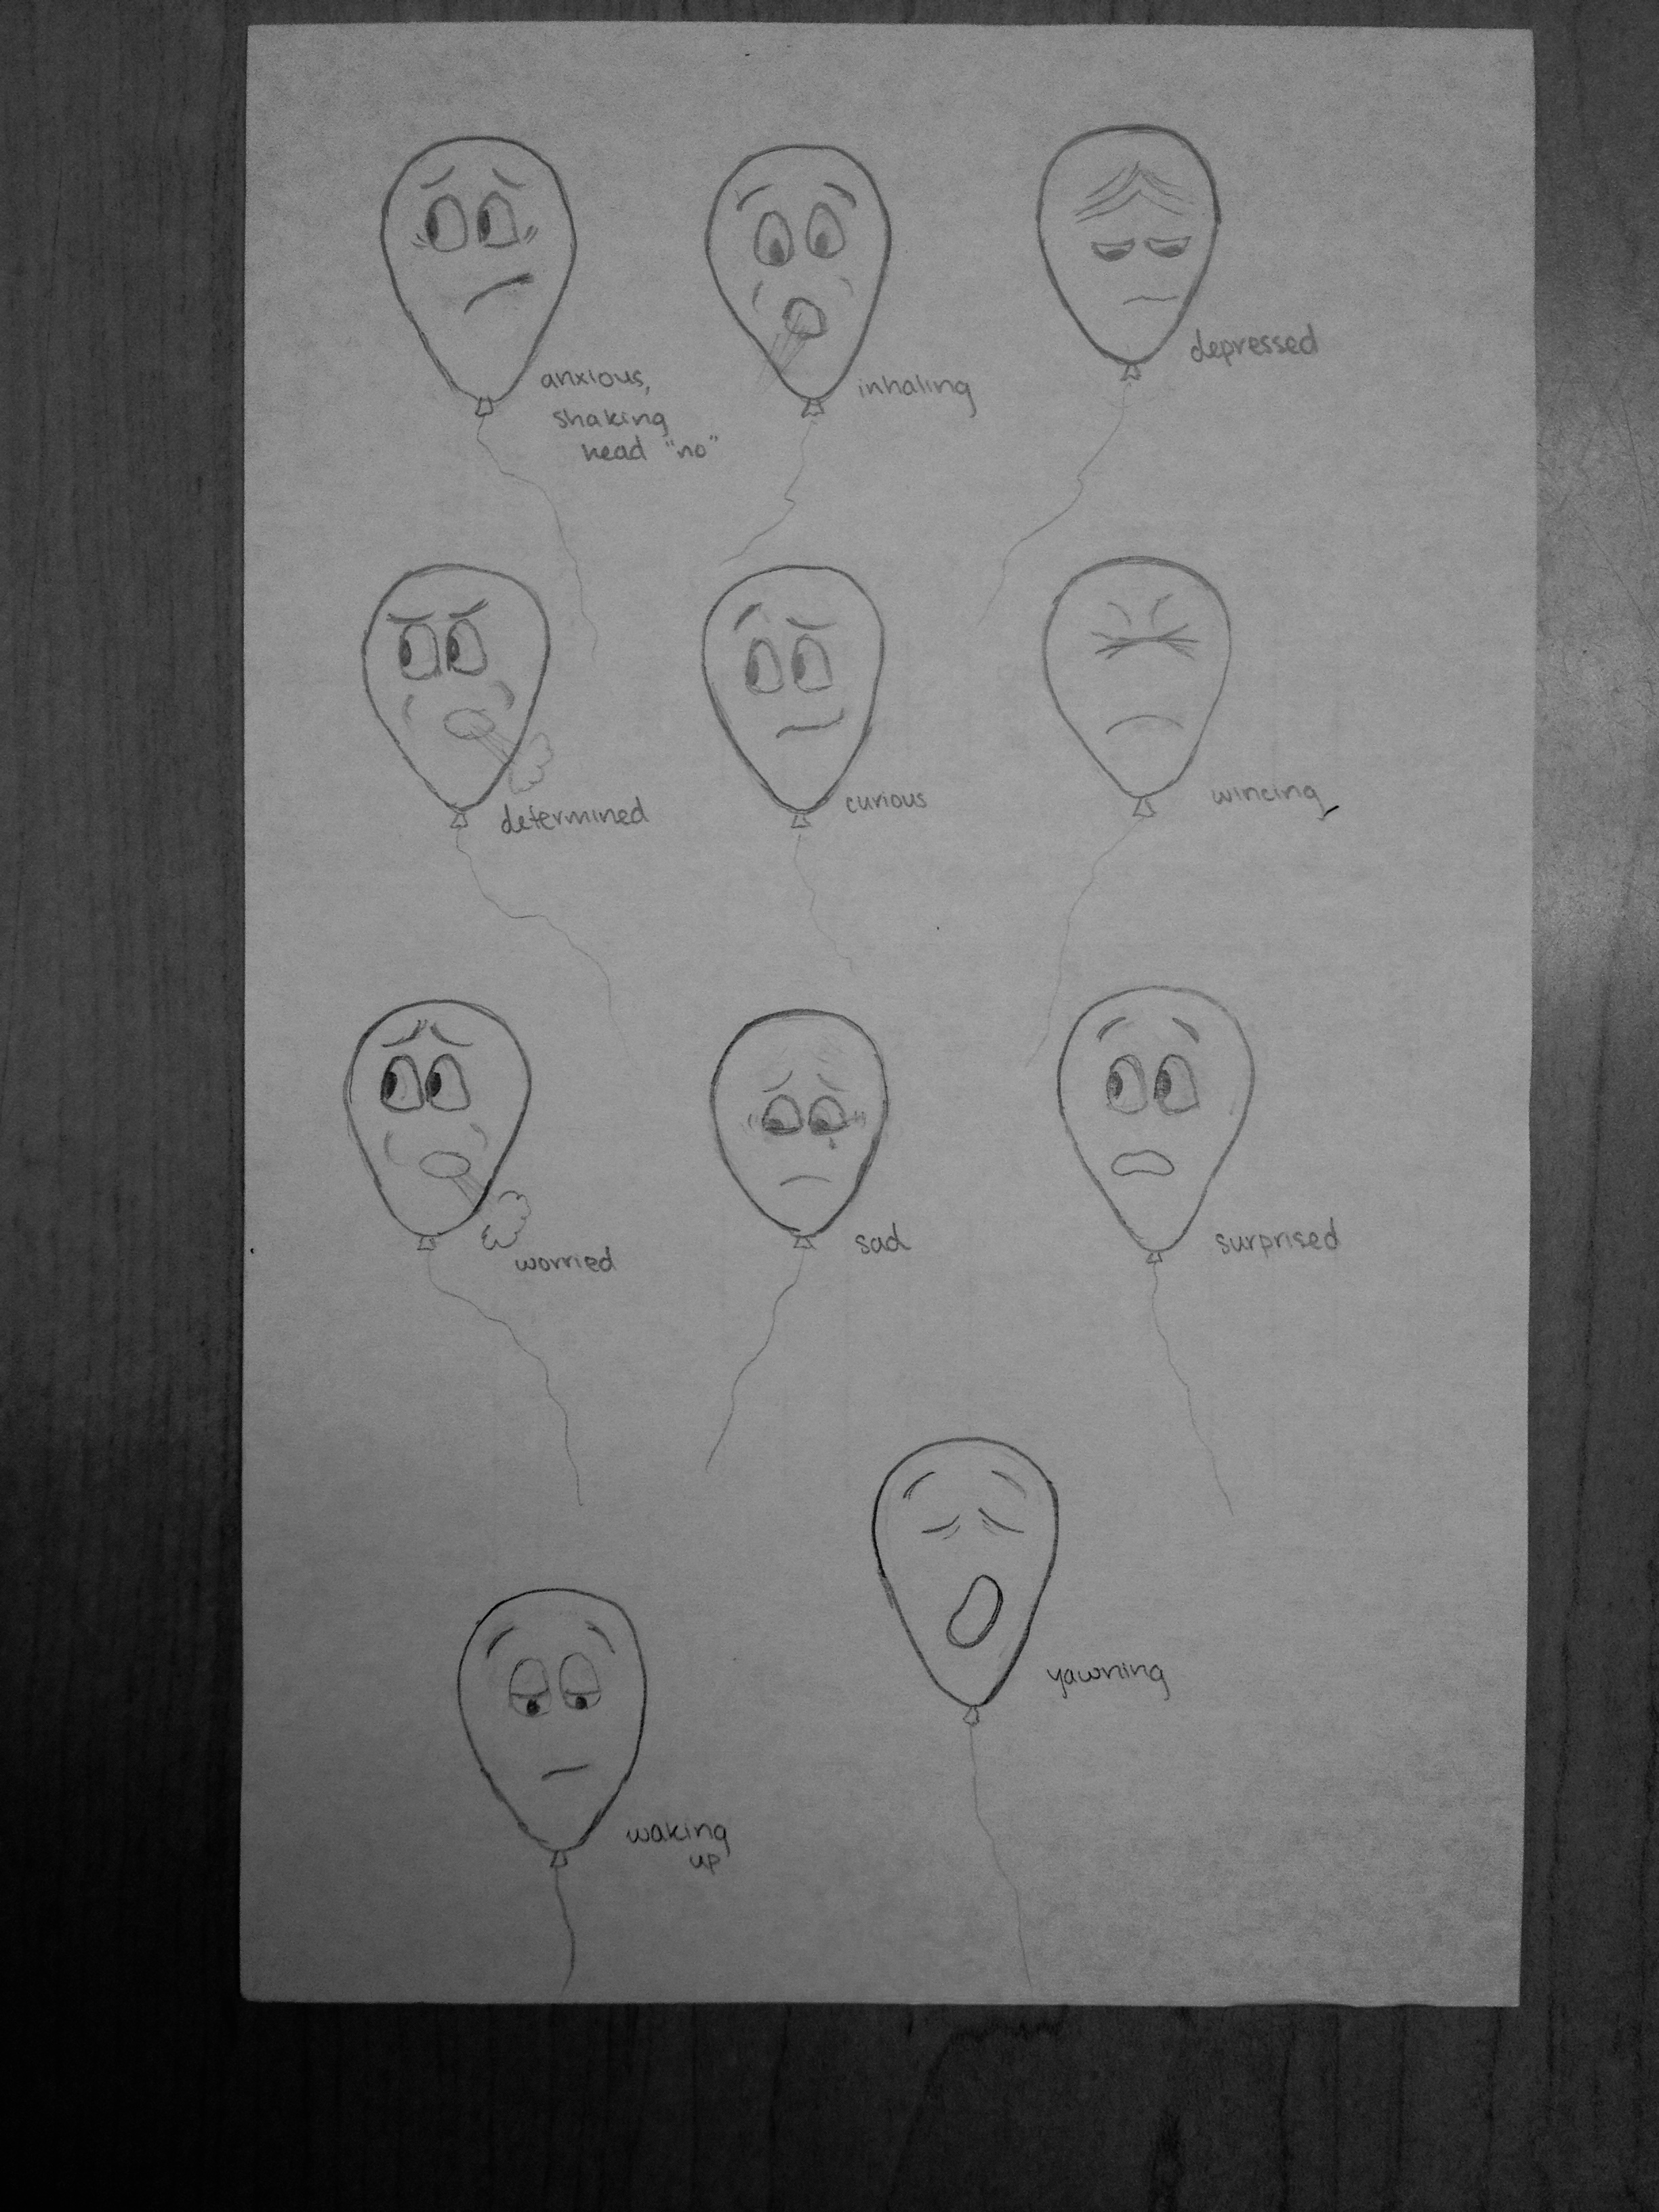 anxious,
shaking
head "no"
inhaling
depressed
determined
curious
wincing
worried
sad
surprised
yawning
waking
up